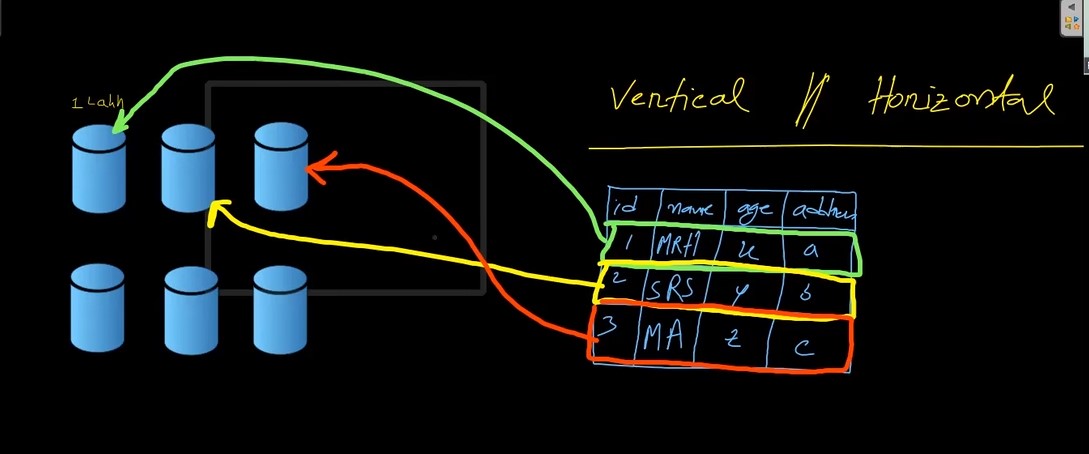 Vertical // Horizontal
1 Lakh
id name age address
1 MRH x a
2 SRS y b
3 MA z c